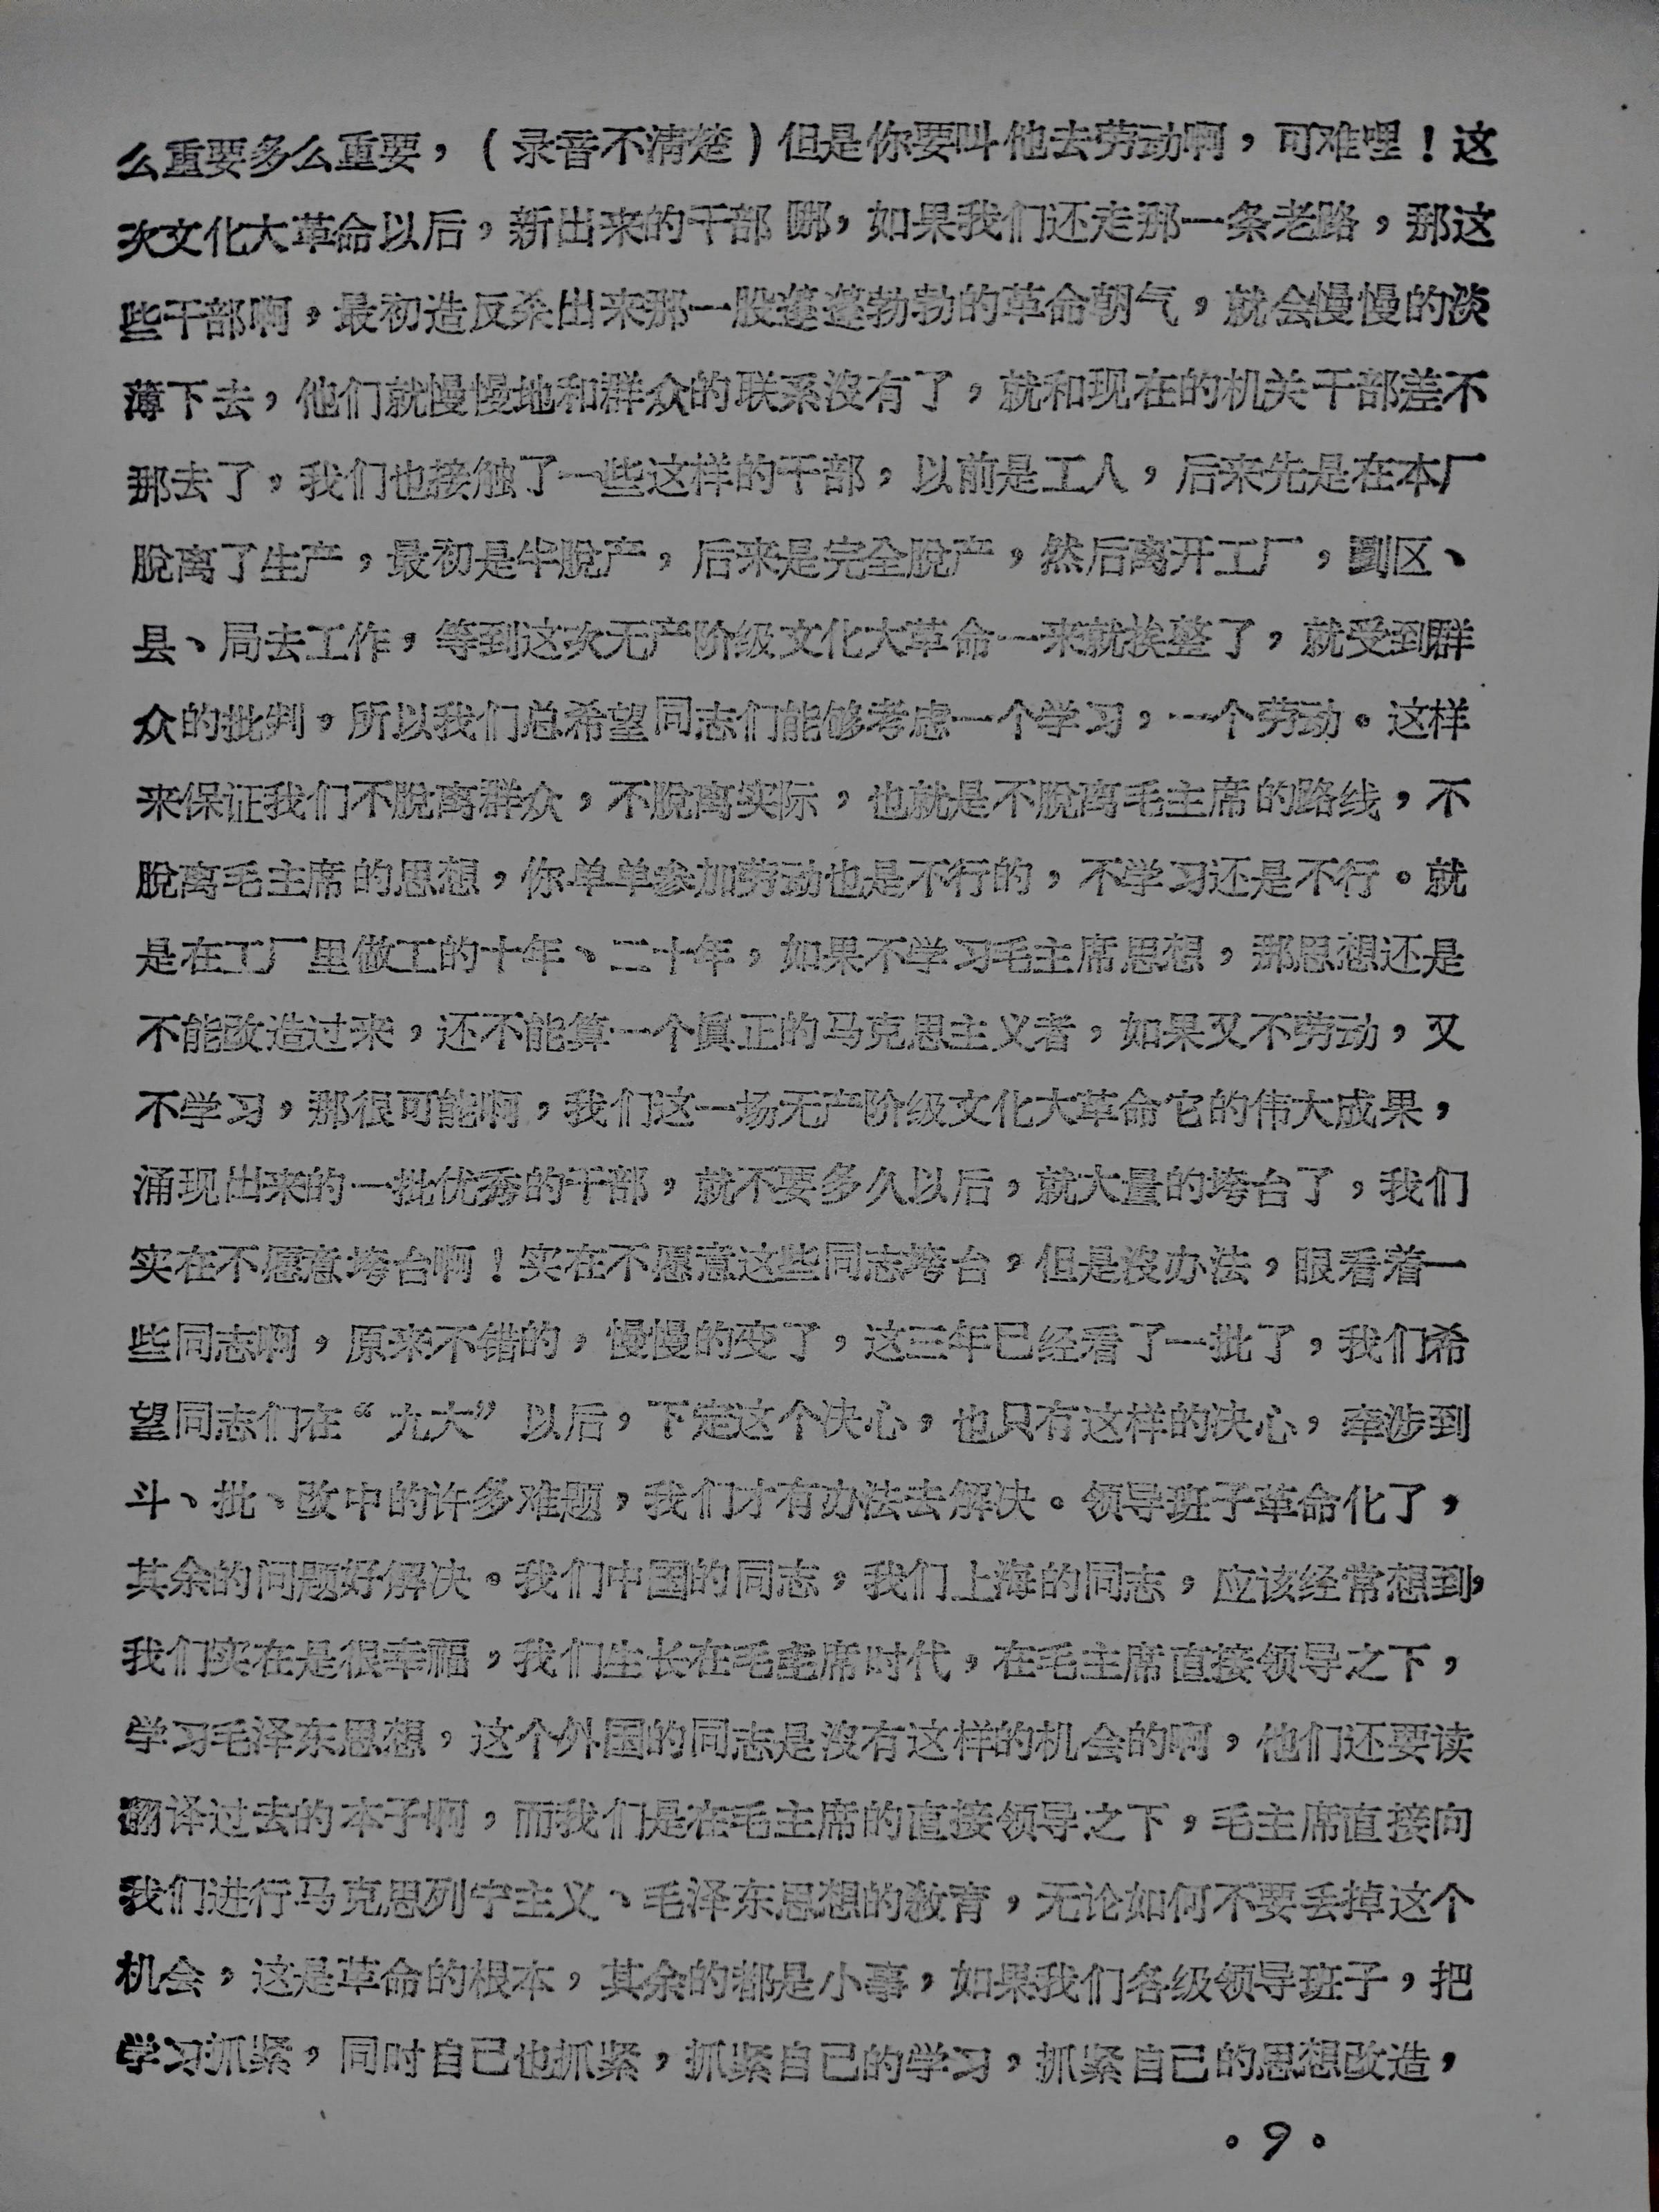 么重要多么重要，（录音不清楚）但是你要叫他去劳动啊，可难哩！这
次文化大革命以后，新出来的干部啷，如果我们还走那一条老路，那这
些干部啊，最初造反杀出来那一股蓬蓬勃勃的革命朝气，就会慢慢的淡
薄下去，他们就慢慢地和群众的联系没有了，就和现在的机关干部差不
那去了，我们也接触了一些这样的干部，以前是工人，后来先是在本厂
脱离了生产，最初是半脱产，后来是完全脱产，然后离开工厂，到区、
县、局去工作，等到这次无产阶级文化大革命一来就挨整了，就受到群
众的批判，所以我们总希望同志们能够考虑一个学习，一个劳动。这样
来保证我们不脱离群众，不脱离实际，也就是不脱离毛主席的路线，不
脱离毛主席的思想，你单单参加劳动也是不行的，不学习还是不行。就
是在工厂里做工的十年、二十年，如果不学习毛主席思想，那思想还是
不能改造过来，还不能算一个真正的马克思主义者，如果又不劳动，又
不学习，那很可能啊，我们这一场无产阶级文化大革命它的伟大成果，
涌现出来的一批优秀的干部，就不要多久以后，就大量的垮台了，我们
实在不愿意垮台啊！实在不愿意这些同志垮台，但是没办法，眼看着一
些同志啊，原来不错的，慢慢的变了，这三年已经看了一批了，我们希
望同志们在“九大”以后，下定这个决心，也只有这样的决心，牵涉到
斗、批、改中的许多难题，我们才有办法去解决。领导班子革命化了，
其余的问题好解决。我们中国的同志，我们上海的同志，应该经常想到，
我们实在是很幸福，我们生长在毛主席时代，在毛主席直接领导之下，
学习毛泽东思想，这个外国的同志是没有这样的机会的啊，他们还要读
翻译过去的本子啊，而我们是在毛主席的直接领导之下，毛主席直接向
我们进行马克思列宁主义、毛泽东思想的教育，无论如何不要丢掉这个
机会，这是革命的根本，其余的都是小事，如果我们各级领导班子，把
学习抓紧，同时自己也抓紧，抓紧自己的学习，抓紧自己的思想改造，
。9。